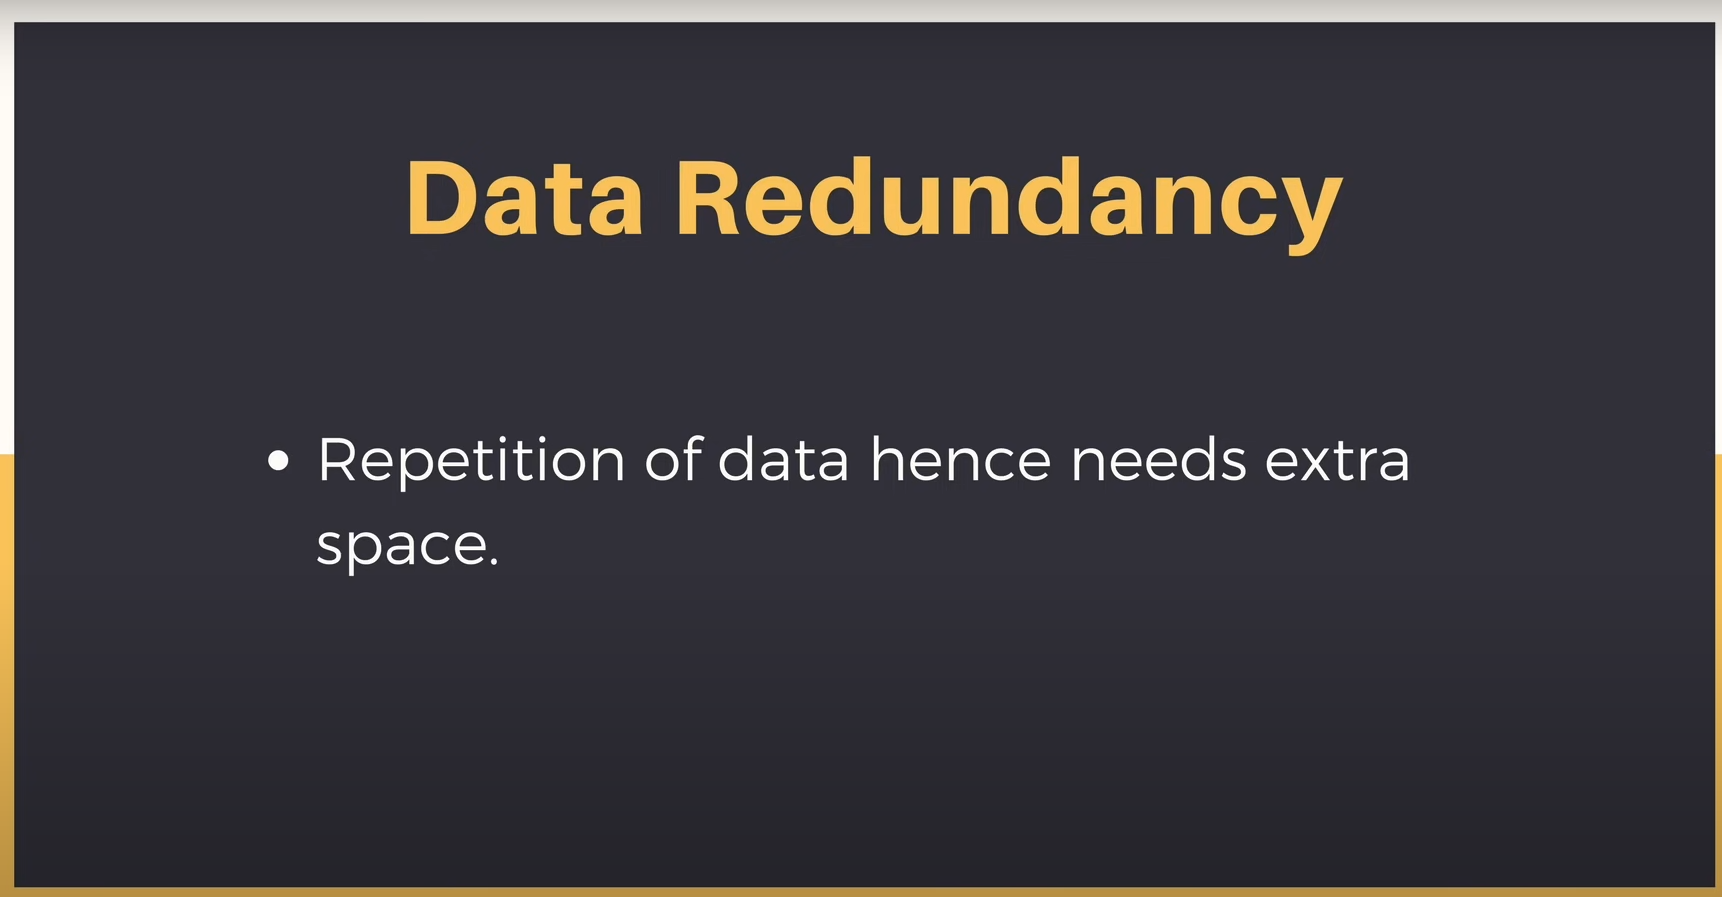 Data Redundancy
• Repetition of data hence needs extra
space.